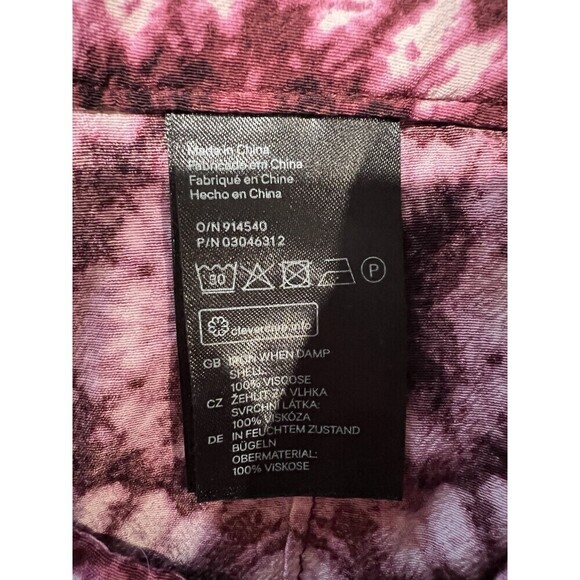 Made in China
Fabricado em China
Fabriqué en Chine
Hecho en China
O/N 914540
P/N 03046312
30 P
clevercare.info
GB IRON WHEN DAMP
SHELL:
100% VISCOSE
CZ ŽEHLIT ZA VLHKA
SVRCHNÍ LÁTKA:
100% VISKÓZA
DE IN FEUCHTEM ZUSTAND
BÜGELN
OBERMATERIAL:
100% VISKOSE